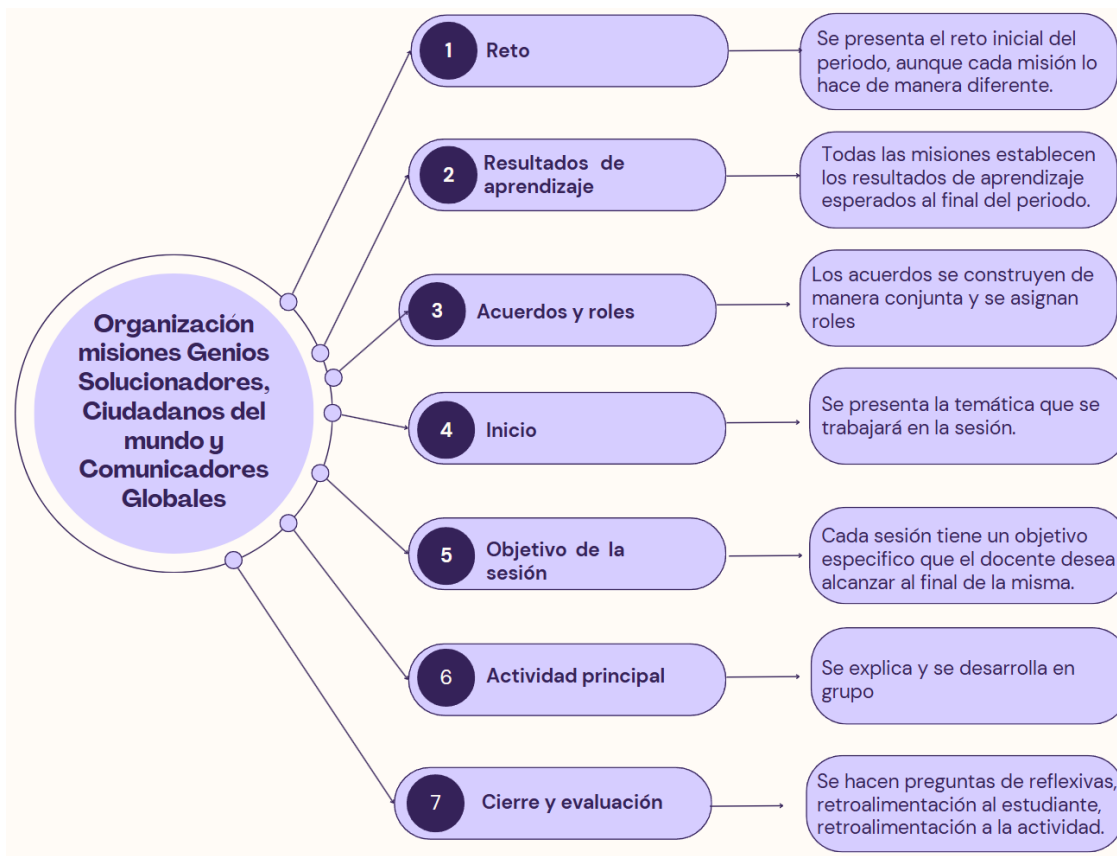 Organización
misiones Genios
Solucionadores,
Ciudadanos del
mundo y
Comunicadores
Globales
1
Reto
Se presenta el reto inicial del
periodo, aunque cada misión lo
hace de manera diferente.
2
Resultados de
aprendizaje
Todas las misiones establecen
los resultados de aprendizaje
esperados al final del periodo.
3
Acuerdos y roles
Los acuerdos se construyen de
manera conjunta y se asignan
roles
4
Inicio
Se presenta la temática que se
trabajará en la sesión.
5
Objetivo de la
sesión
Cada sesión tiene un objetivo
especifico que el docente desea
alcanzar al final de la misma.
6
Actividad principal
Se explica y se desarrolla en
grupo
7
Cierre y evaluación
Se hacen preguntas de reflexivas,
retroalimentación al estudiante,
retroalimentación a la actividad.